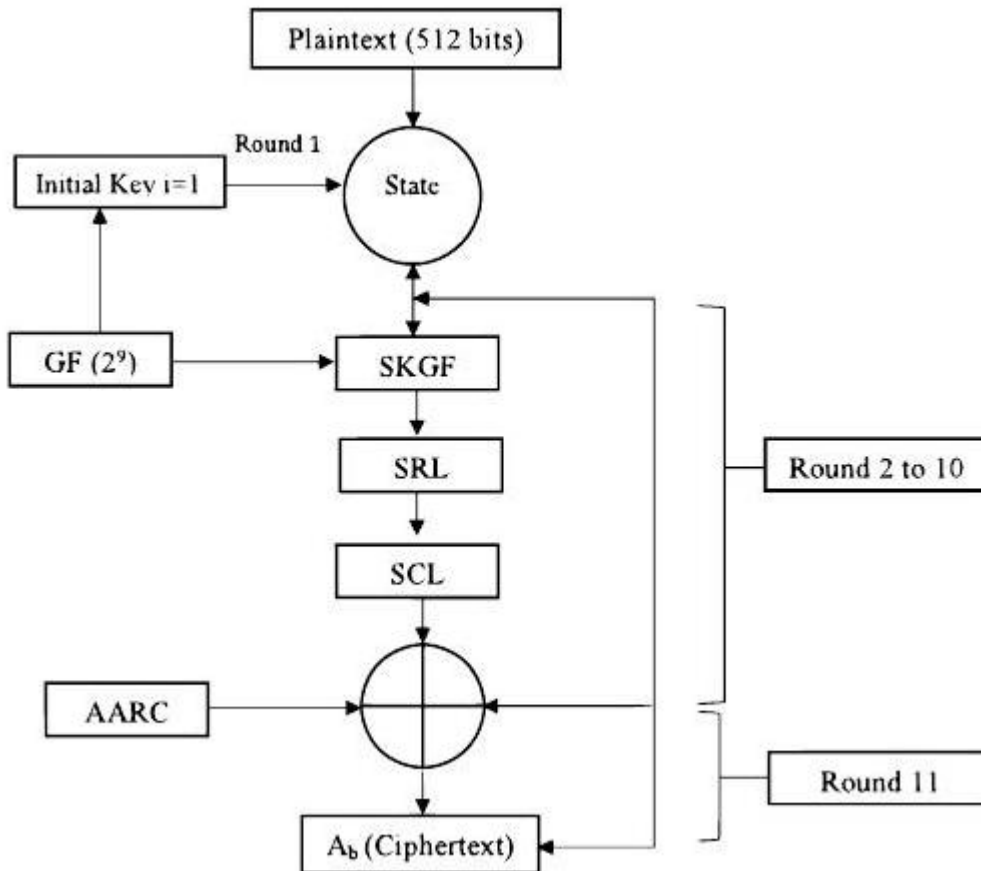 Plaintext (512 bits)
Round 1
Initial Key i=1
State
GF (2⁹)
SKGF
SRL
Round 2 to 10
SCL
AARC
Round 11
A_b (Ciphertext)